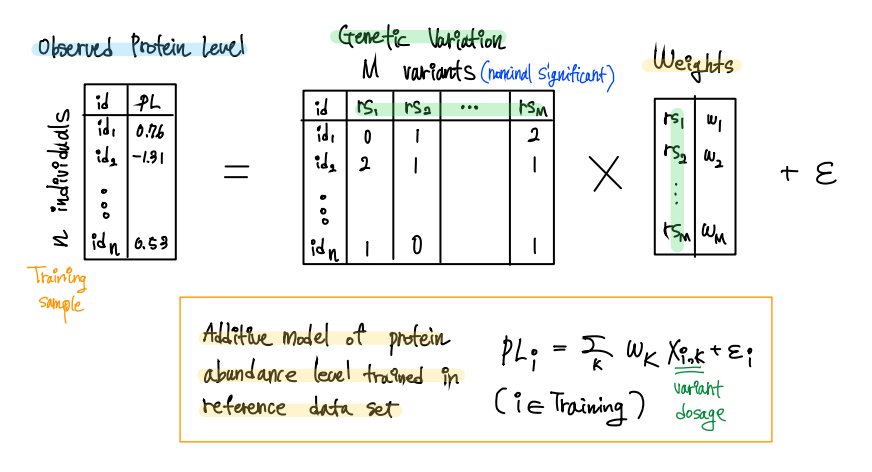 Observed Protein Level
Genetic Variation
M variants (nominal significant)
Weights
n individuals
id PL
id₁ 0.76
id₂ -1.31
idₙ 0.53
Training
sample
=
id rs₁ rs₂ ... rsM
id₁ 0 1 2
id₂ 2 1 1
idₙ 1 0 1
×
rs₁ w₁
rs₂ w₂
rsM wM
+ ε
Additive model of protein
abundance level trained in
reference data set
PLᵢ = Σₖ wₖ Xᵢ,ₖ + εᵢ
(i ∈ Training)
variant
dosage